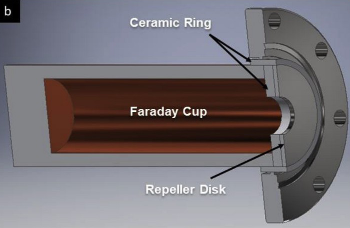 b
Ceramic Ring
Faraday Cup
Repeller Disk